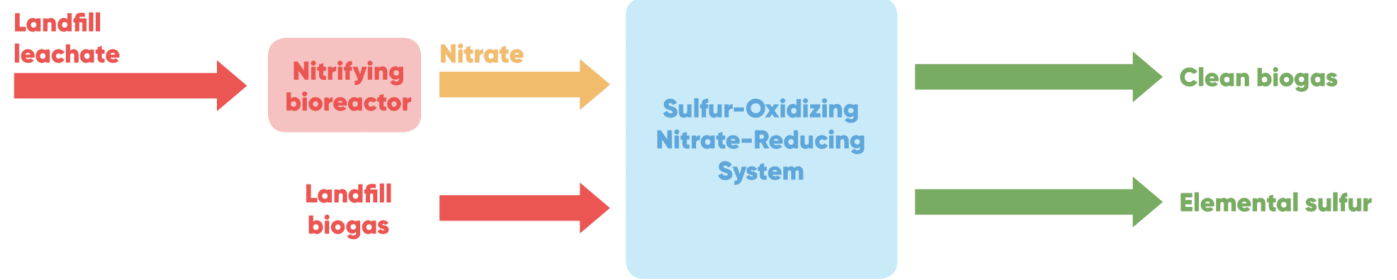 Landfill
leachate
Nitrifying
bioreactor
Nitrate
Landfill
biogas
Sulfur-Oxidizing
Nitrate-Reducing
System
Clean biogas
Elemental sulfur